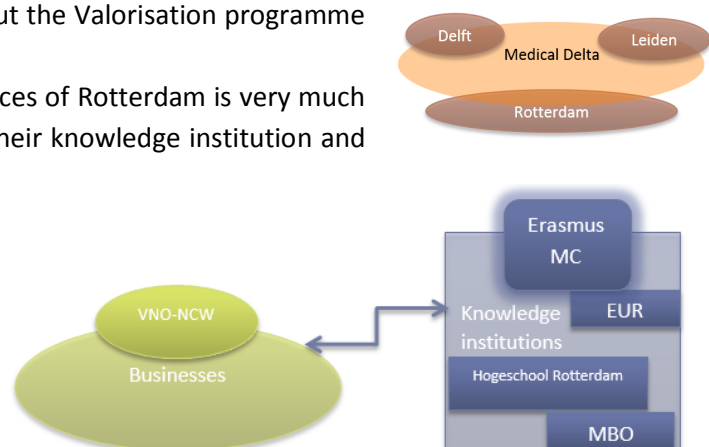 ut the Valorisation programme
ces of Rotterdam is very much
heir knowledge institution and
Delft
Leiden
Medical Delta
Rotterdam
Erasmus
MC
VNO-NCW
Businesses
Knowledge
institutions
EUR
Hogeschool Rotterdam
MBO